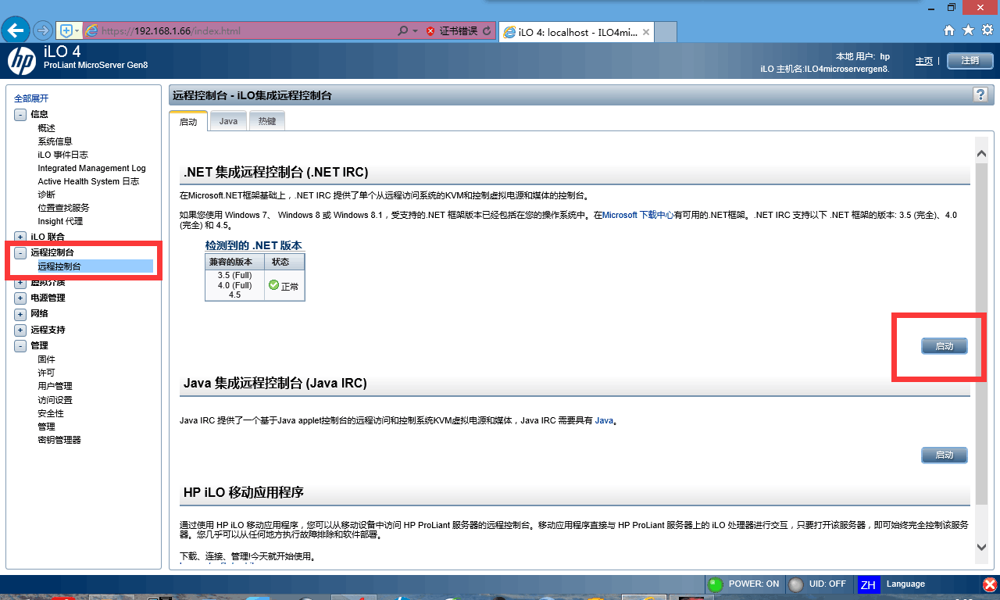 https://192.168.1.66/index.html
证书错误
iLO 4: localhost - ILO4mi...
hp
iLO 4
ProLiant MicroServer Gen8
本地 用户: hp
iLO 主机名:ILO4microservergen8.
主页
注销
全部展开
信息
概述
系统信息
iLO 事件日志
Integrated Management Log
Active Health System 日志
诊断
位置查找服务
Insight 代理
iLO 联合
远程控制台
远程控制台
虚拟介质
电源管理
网络
远程支持
管理
固件
许可
用户管理
访问设置
安全性
管理
密钥管理器
远程控制台 - iLO集成远程控制台
?
启动
Java
热键
.NET 集成远程控制台 (.NET IRC)
在Microsoft.NET框架基础上，.NET IRC 提供了单个从远程访问系统的KVM和控制虚拟电源和媒体的控制台。
如果您使用 Windows 7、 Windows 8 或 Windows 8.1，受支持的.NET 框架版本已经包括在您的操作系统中。在Microsoft 下载中心有可用的.NET框架。.NET IRC 支持以下 .NET 框架的版本: 3.5 (完全)、4.0
(完全) 和 4.5。
检测到的 .NET 版本
兼容的版本 状态
3.5 (Full)
4.0 (Full)
4.5
正常
启动
Java 集成远程控制台 (Java IRC)
Java IRC 提供了一个基于Java applet控制台的远程访问和控制系统KVM虚拟电源和媒体，Java IRC 需要具有 Java。
启动
HP iLO 移动应用程序
通过使用 HP iLO 移动应用程序，您可以从移动设备中访问 HP ProLiant 服务器的远程控制台。移动应用程序直接与 HP ProLiant 服务器上的 iLO 处理器进行交互，只要打开该服务器，即可始终完全控制该服务
器。您几乎可以从任何地方执行故障排除和软件部署。
下载、连接、管理!今天就开始使用。
POWER: ON
UID: OFF
ZH
Language